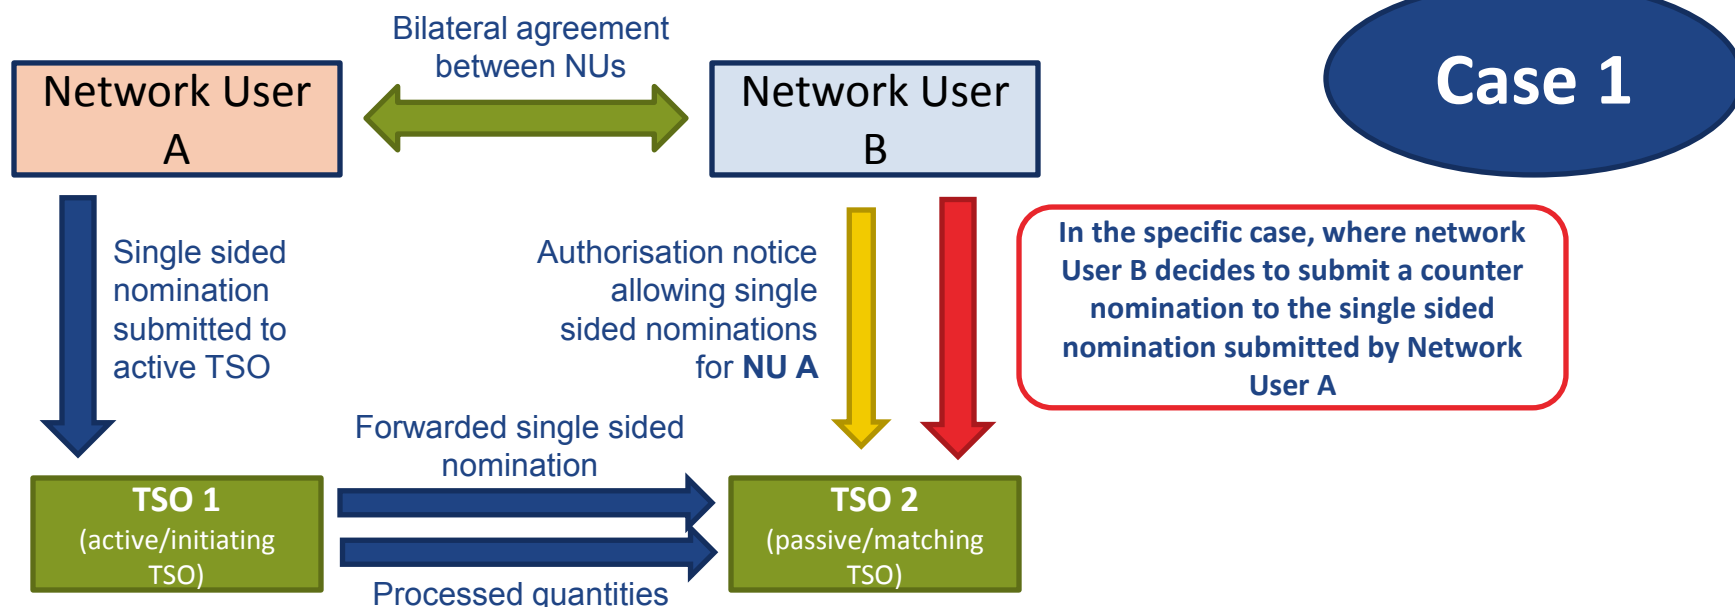 Bilateral agreement
between NUs
Case 1
Network User
A
Network User
B
Single sided
nomination
submitted to
active TSO
Authorisation notice
allowing single
sided nominations
for NU A
In the specific case, where network
User B decides to submit a counter
nomination to the single sided
nomination submitted by Network
User A
Forwarded single sided
nomination
TSO 1
(active/initiating
TSO)
TSO 2
(passive/matching
TSO)
Processed quantities